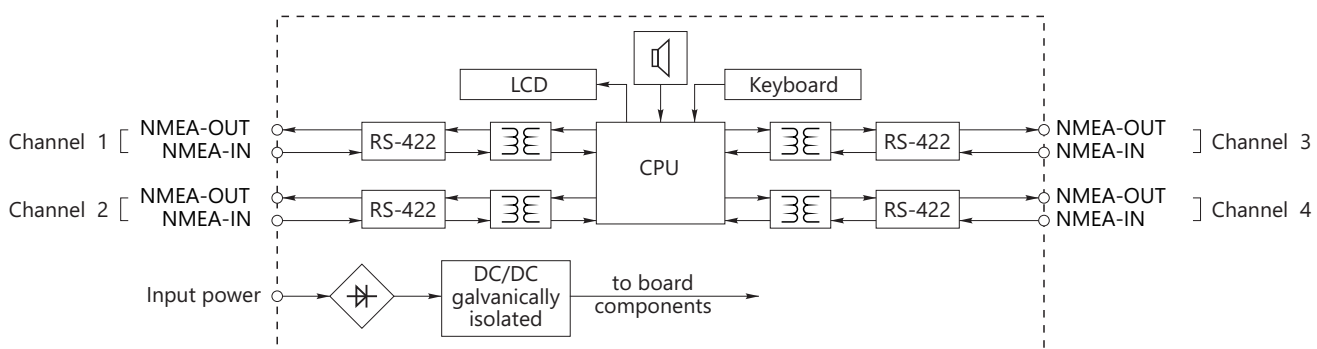 LCD
Keyboard
Channel 1
NMEA-OUT
NMEA-IN
RS-422
CPU
RS-422
NMEA-OUT
NMEA-IN
Channel 3
Channel 2
NMEA-OUT
NMEA-IN
RS-422
RS-422
NMEA-OUT
NMEA-IN
Channel 4
Input power
DC/DC
galvanically
isolated
to board
components